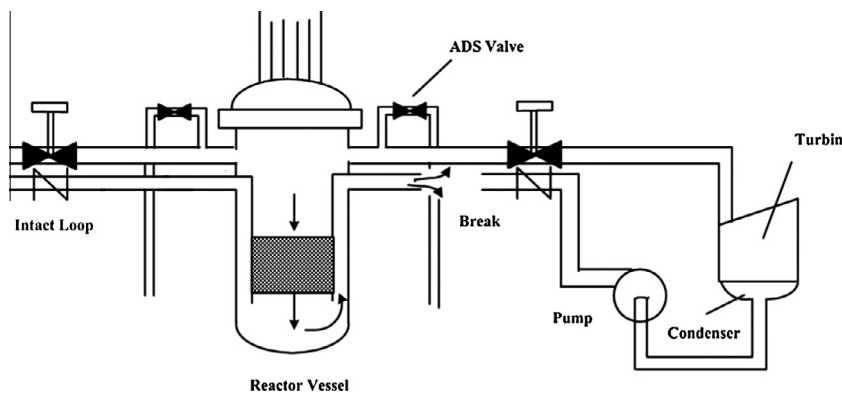 ADS Valve
Turbin
Intact Loop
Break
Pump
Condenser
Reactor Vessel